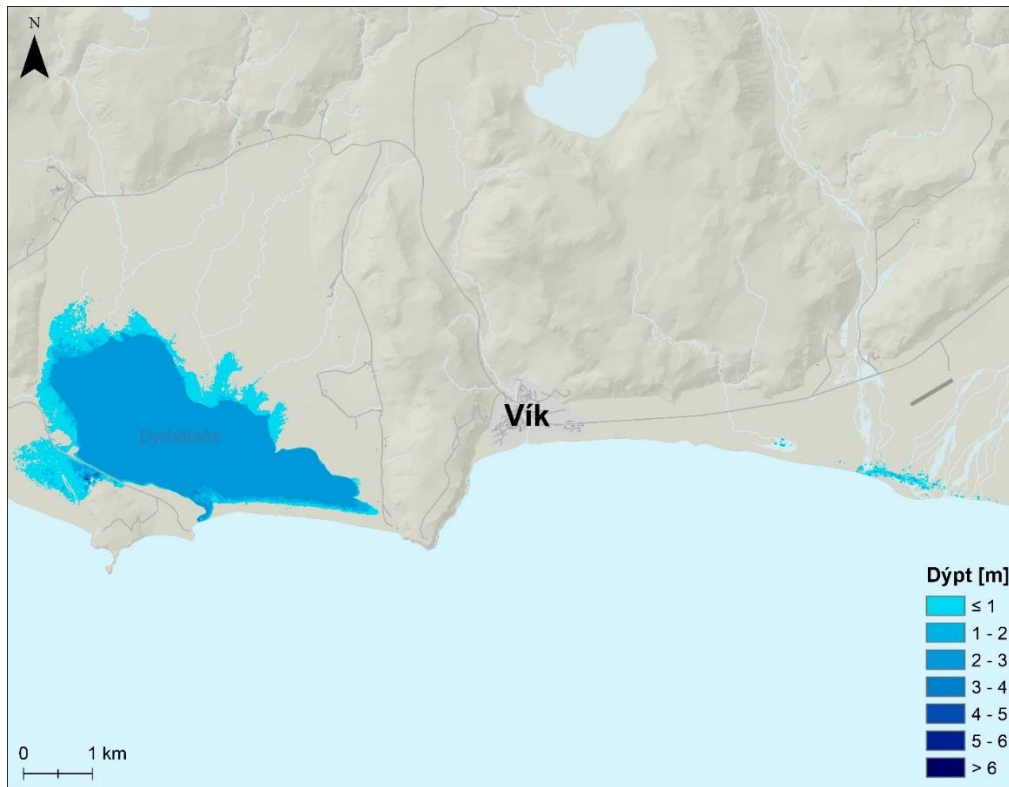 N
Dyrhólaós
Vík
Dýpt [m]
≤ 1
1 - 2
2 - 3
3 - 4
4 - 5
5 - 6
> 6
0 1 km